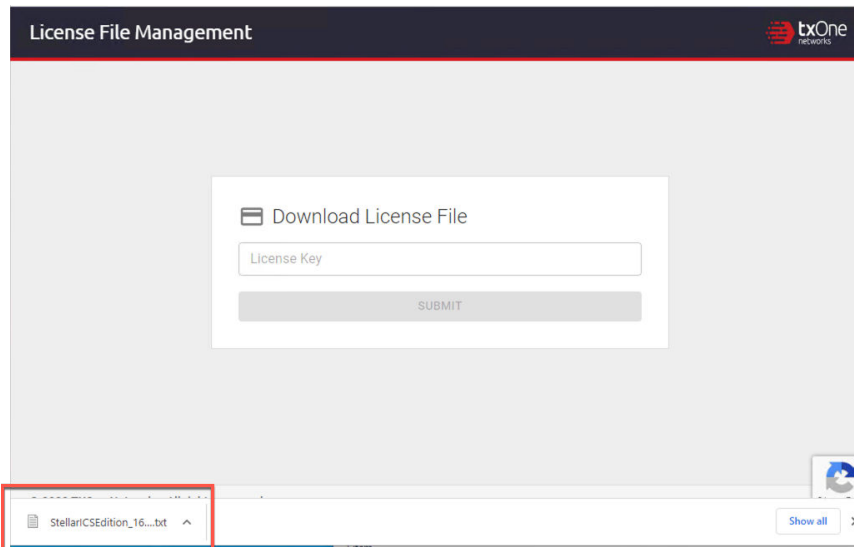 License File Management
txOne
networks
Download License File
License Key
SUBMIT
StellarICSEdition_16....txt
Show all